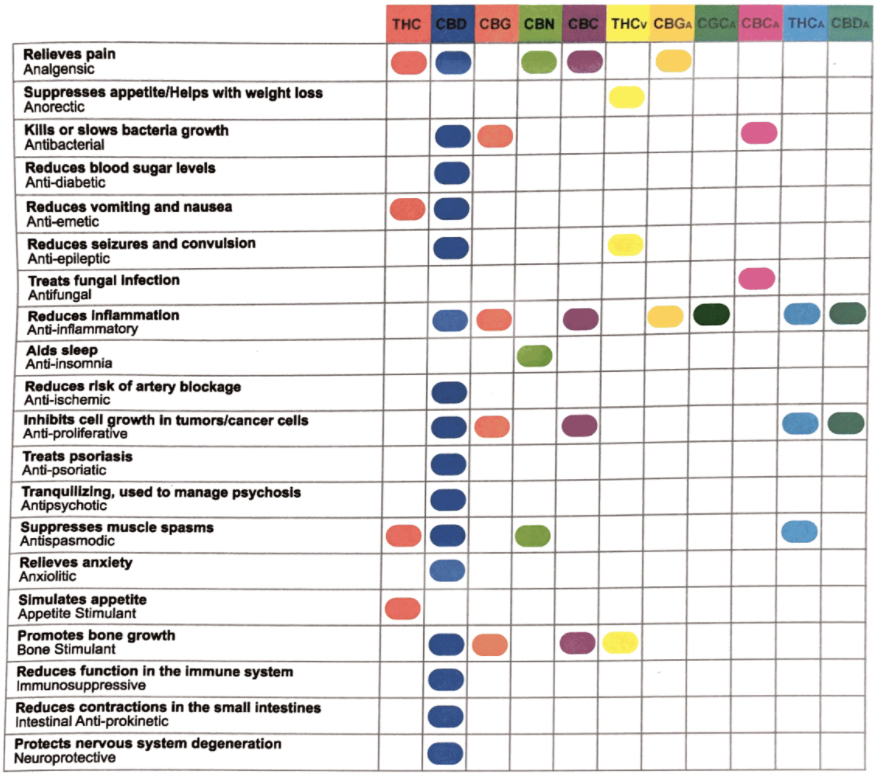 THC CBD CBG CBN CBC THCV CBGA CGCA CBCA THCA CBDA
Relieves pain
Analgensic
Suppresses appetite/Helps with weight loss
Anorectic
Kills or slows bacteria growth
Antibacterial
Reduces blood sugar levels
Anti-diabetic
Reduces vomiting and nausea
Anti-emetic
Reduces seizures and convulsion
Anti-epileptic
Treats fungal infection
Antifungal
Reduces inflammation
Anti-inflammatory
Aids sleep
Anti-insomnia
Reduces risk of artery blockage
Anti-ischemic
Inhibits cell growth in tumors/cancer cells
Anti-proliferative
Treats psoriasis
Anti-psoriatic
Tranquilizing, used to manage psychosis
Antipsychotic
Suppresses muscle spasms
Antispasmodic
Relieves anxiety
Anxiolitic
Simulates appetite
Appetite Stimulant
Promotes bone growth
Bone Stimulant
Reduces function in the immune system
Immunosuppressive
Reduces contractions in the small intestines
Intestinal Anti-prokinetic
Protects nervous system degeneration
Neuroprotective